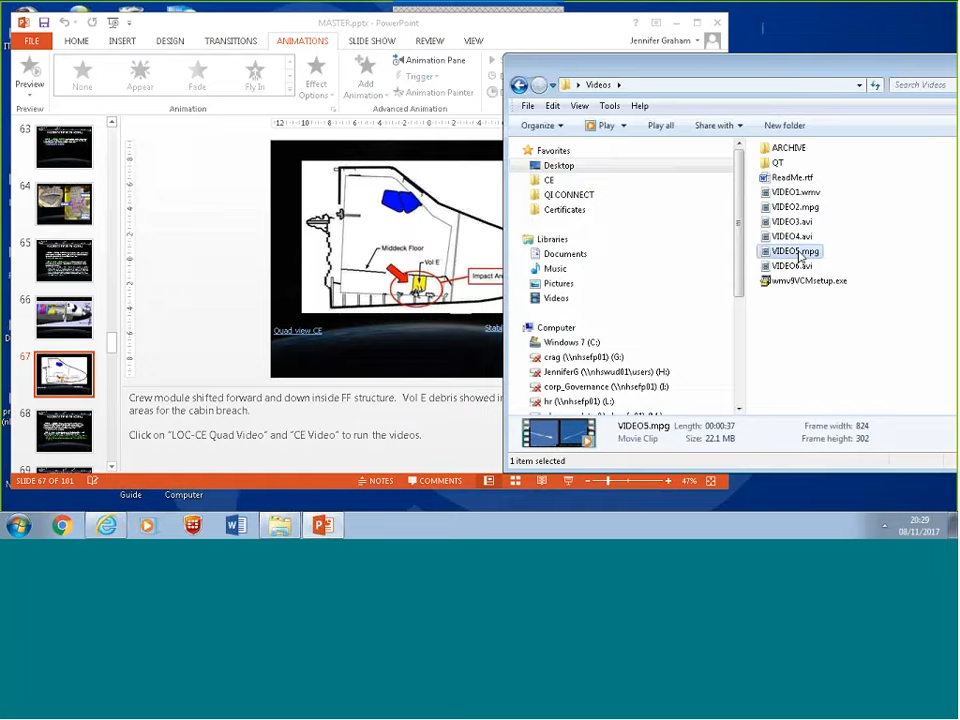 MASTER.pptx - PowerPoint
FILE HOME INSERT DESIGN TRANSITIONS ANIMATIONS SLIDE SHOW REVIEW VIEW
Jennifer Graham
Preview
None
Appear
Fade
Fly In
Effect
Options
Add
Animation
Animation Pane
Trigger
Animation Painter
Preview
Animation
Advanced Animation
63
64
65
66
67
68
69
Middeck Floor
Vol E
Impact Area
Quad view CE
Crew module shifted forward and down inside FF structure. Vol E debris showed in
areas for the cabin breach.
Click on "LOC-CE Quad Video" and "CE Video" to run the videos.
SLIDE 67 OF 101
NOTES
COMMENTS
47%
Guide
Computer
Videos
Search Videos
File Edit View Tools Help
Organize
Play
Play all
Share with
New folder
Favorites
Desktop
CE
QI CONNECT
Certificates
Libraries
Documents
Music
Pictures
Videos
Computer
Windows 7 (C:)
crag (\\nhsefp01) (G:)
JenniferG (\\nhswud01\users) (H:)
corp_Governance (\\nhsefp01) (I:)
hr (\\nhsefp01) (L:)
ARCHIVE
QT
ReadMe.rtf
VIDEO1.wmv
VIDEO2.mpg
VIDEO3.avi
VIDEO4.avi
VIDEO5.mpg
VIDEO6.avi
wmv9VCMsetup.exe
VIDEO5.mpg Length: 00:00:37 Frame width: 824
Movie Clip Size: 22.1 MB Frame height: 302
1 item selected
20:29
08/11/2017